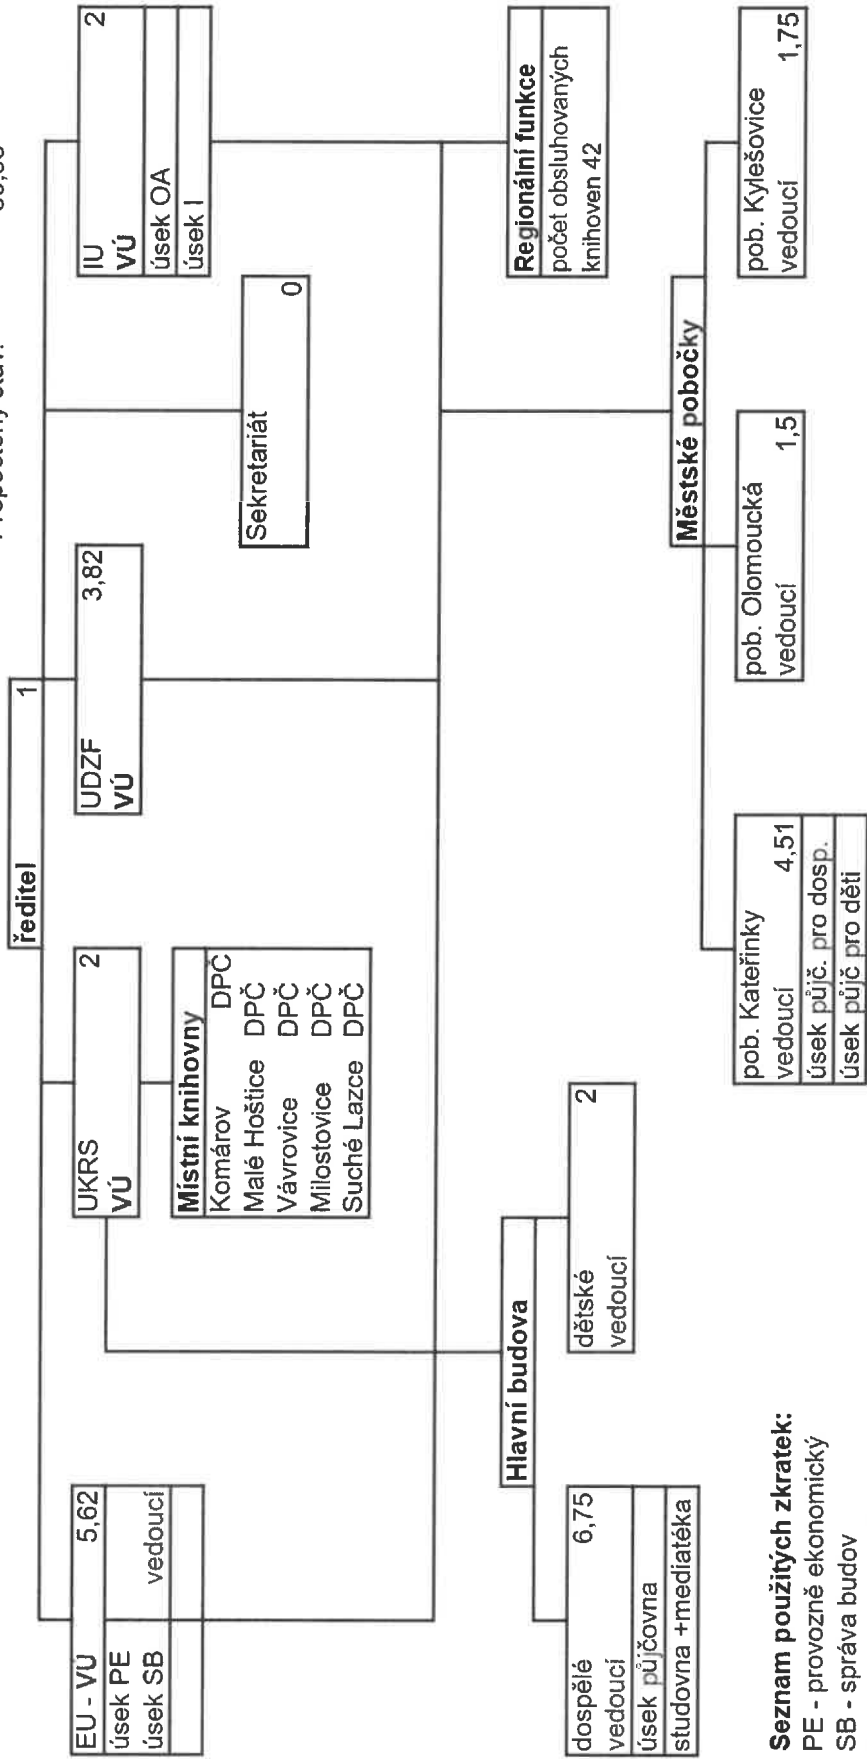 ředitel 1
EU - VÚ 5,62
úsek PE
úsek SB vedoucí
UKRS 2
VÚ
UDZF 3,82
VÚ
IU 2
VÚ
úsek OA
úsek I
Sekretariát
0
Místní knihovny
Komárov DPČ
Malé Hoštice DPČ
Vávrovice DPČ
Milostovice DPČ
Suché Lazce DPČ
Hlavní budova
dospělé
vedoucí 6,75
úsek půjčovna
studovna +mediatéka
dětské
vedoucí 2
Regionální funkce
počet obsluhovaných
knihoven 42
Městské pobočky
pob. Kateřinky
vedoucí 4,51
úsek půjč. pro dosp.
úsek půjč pro děti
pob. Olomoucká
vedoucí 1,5
pob. Kylešovice
vedoucí 1,75
Seznam použitých zkratek:
PE - provozně ekonomický
SB - správa budov